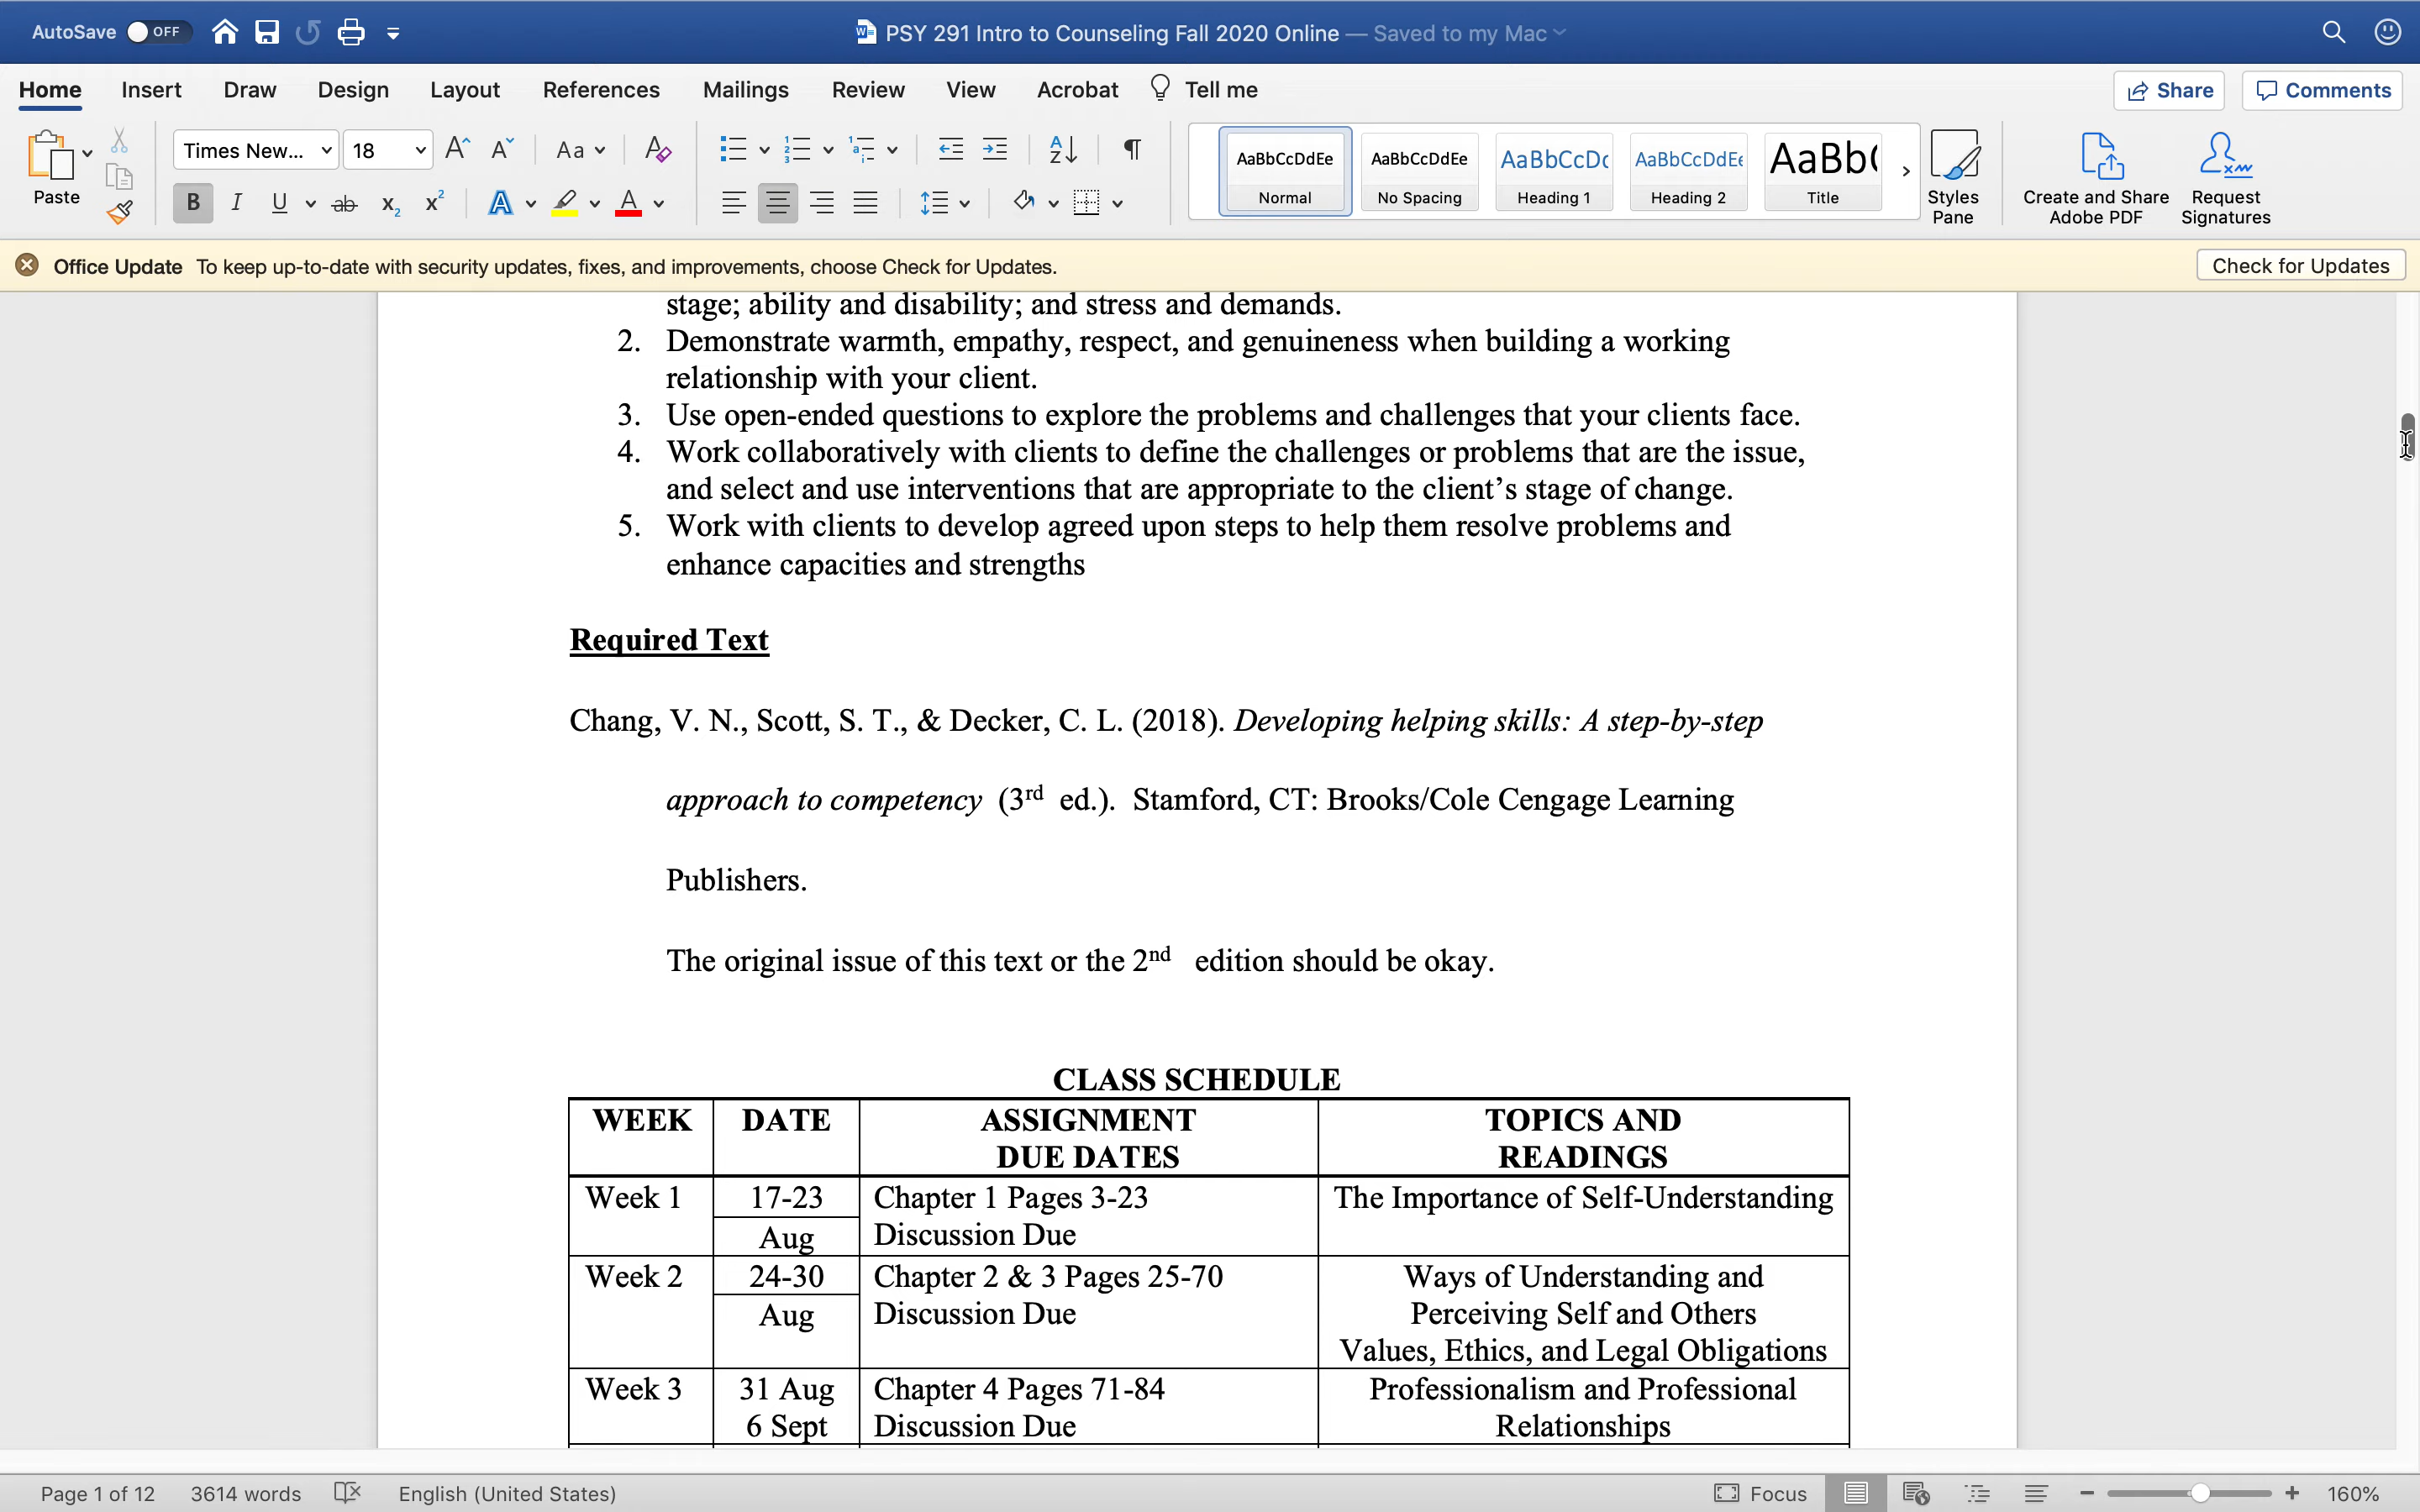 AutoSave OFF
PSY 291 Intro to Counseling Fall 2020 Online — Saved to my Mac
Home Insert Draw Design Layout References Mailings Review View Acrobat Tell me Share Comments
Paste
Times New... 18
Aa
B I U ab x2 x2 A A
AaBbCcDdEe AaBbCcDdEe AaBbCcDc AaBbCcDdEe AaBb(
Normal No Spacing Heading 1 Heading 2 Title
Styles Pane
Create and Share Adobe PDF
Request Signatures
Office Update To keep up-to-date with security updates, fixes, and improvements, choose Check for Updates.
Check for Updates
stage; ability and disability; and stress and demands.
2. Demonstrate warmth, empathy, respect, and genuineness when building a working
relationship with your client.
3. Use open-ended questions to explore the problems and challenges that your clients face.
4. Work collaboratively with clients to define the challenges or problems that are the issue,
and select and use interventions that are appropriate to the client’s stage of change.
5. Work with clients to develop agreed upon steps to help them resolve problems and
enhance capacities and strengths
Required Text
Chang, V. N., Scott, S. T., & Decker, C. L. (2018). Developing helping skills: A step-by-step
approach to competency (3rd ed.). Stamford, CT: Brooks/Cole Cengage Learning
Publishers.
The original issue of this text or the 2nd edition should be okay.
CLASS SCHEDULE
WEEK DATE ASSIGNMENT DUE DATES TOPICS AND READINGS
Week 1 17-23 Chapter 1 Pages 3-23 The Importance of Self-Understanding
Aug Discussion Due
Week 2 24-30 Chapter 2 & 3 Pages 25-70 Ways of Understanding and
Aug Discussion Due Perceiving Self and Others
Values, Ethics, and Legal Obligations
Week 3 31 Aug Chapter 4 Pages 71-84 Professionalism and Professional
6 Sept Discussion Due Relationships
Page 1 of 12 3614 words English (United States) Focus 160%